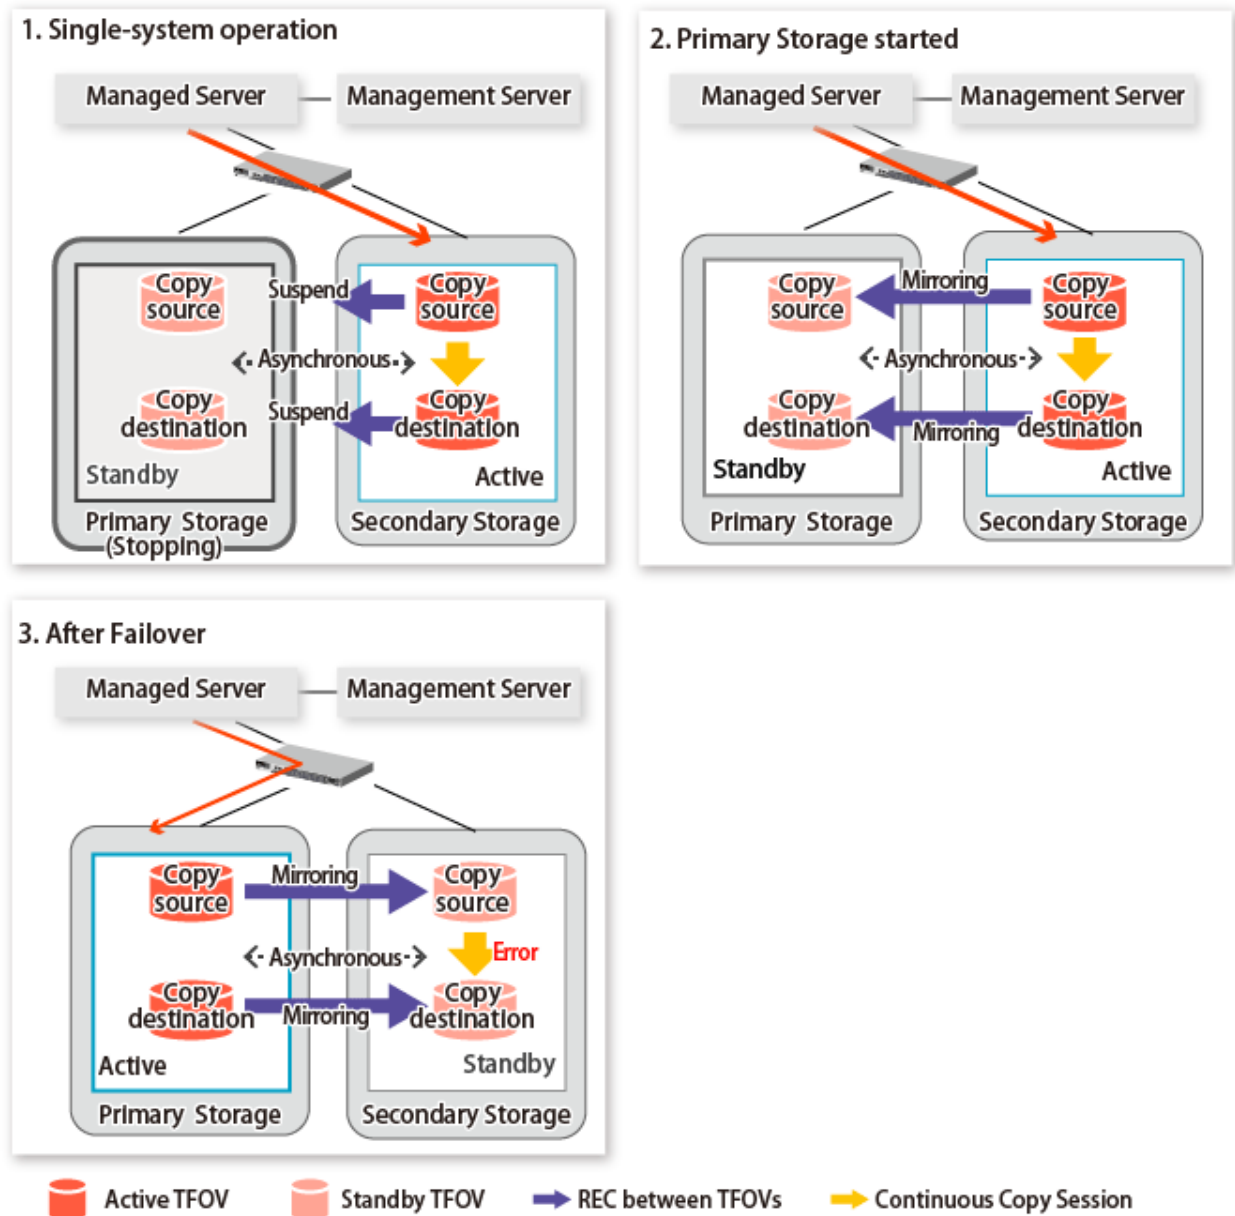 1. Single-system operation
Managed Server
Management Server
Copy
source
Suspend
Copy
source
Asynchronous
Copy
destination
Suspend
Copy
destination
Standby
Active
Primary Storage
(Stopping)
Secondary Storage
2. Primary Storage started
Managed Server
Management Server
Copy
source
Mirroring
Copy
source
Asynchronous
Copy
destination
Mirroring
Copy
destination
Standby
Active
Primary Storage
Secondary Storage
3. After Failover
Managed Server
Management Server
Copy
source
Mirroring
Copy
source
Asynchronous
Error
Copy
destination
Mirroring
Copy
destination
Active
Standby
Primary Storage
Secondary Storage
Active TFOV
Standby TFOV
REC between TFOVs
Continuous Copy Session